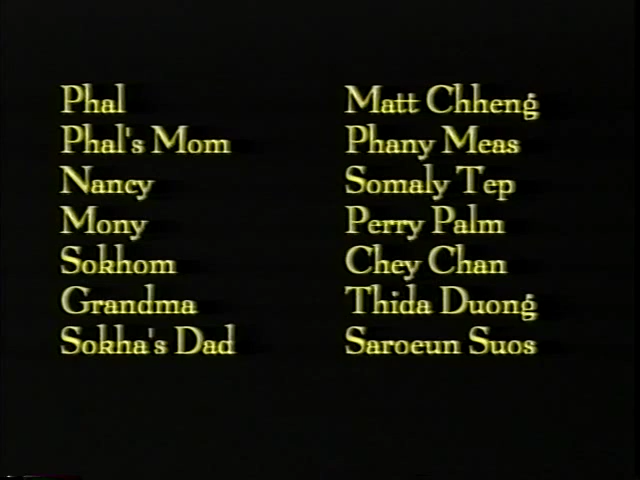 Phal Matt Chheng
Phal's Mom Phany Meas
Nancy Somaly Tep
Mony Perry Palm
Sokhom Chey Chan
Grandma Thida Duong
Sokha's Dad Saroeun Suos